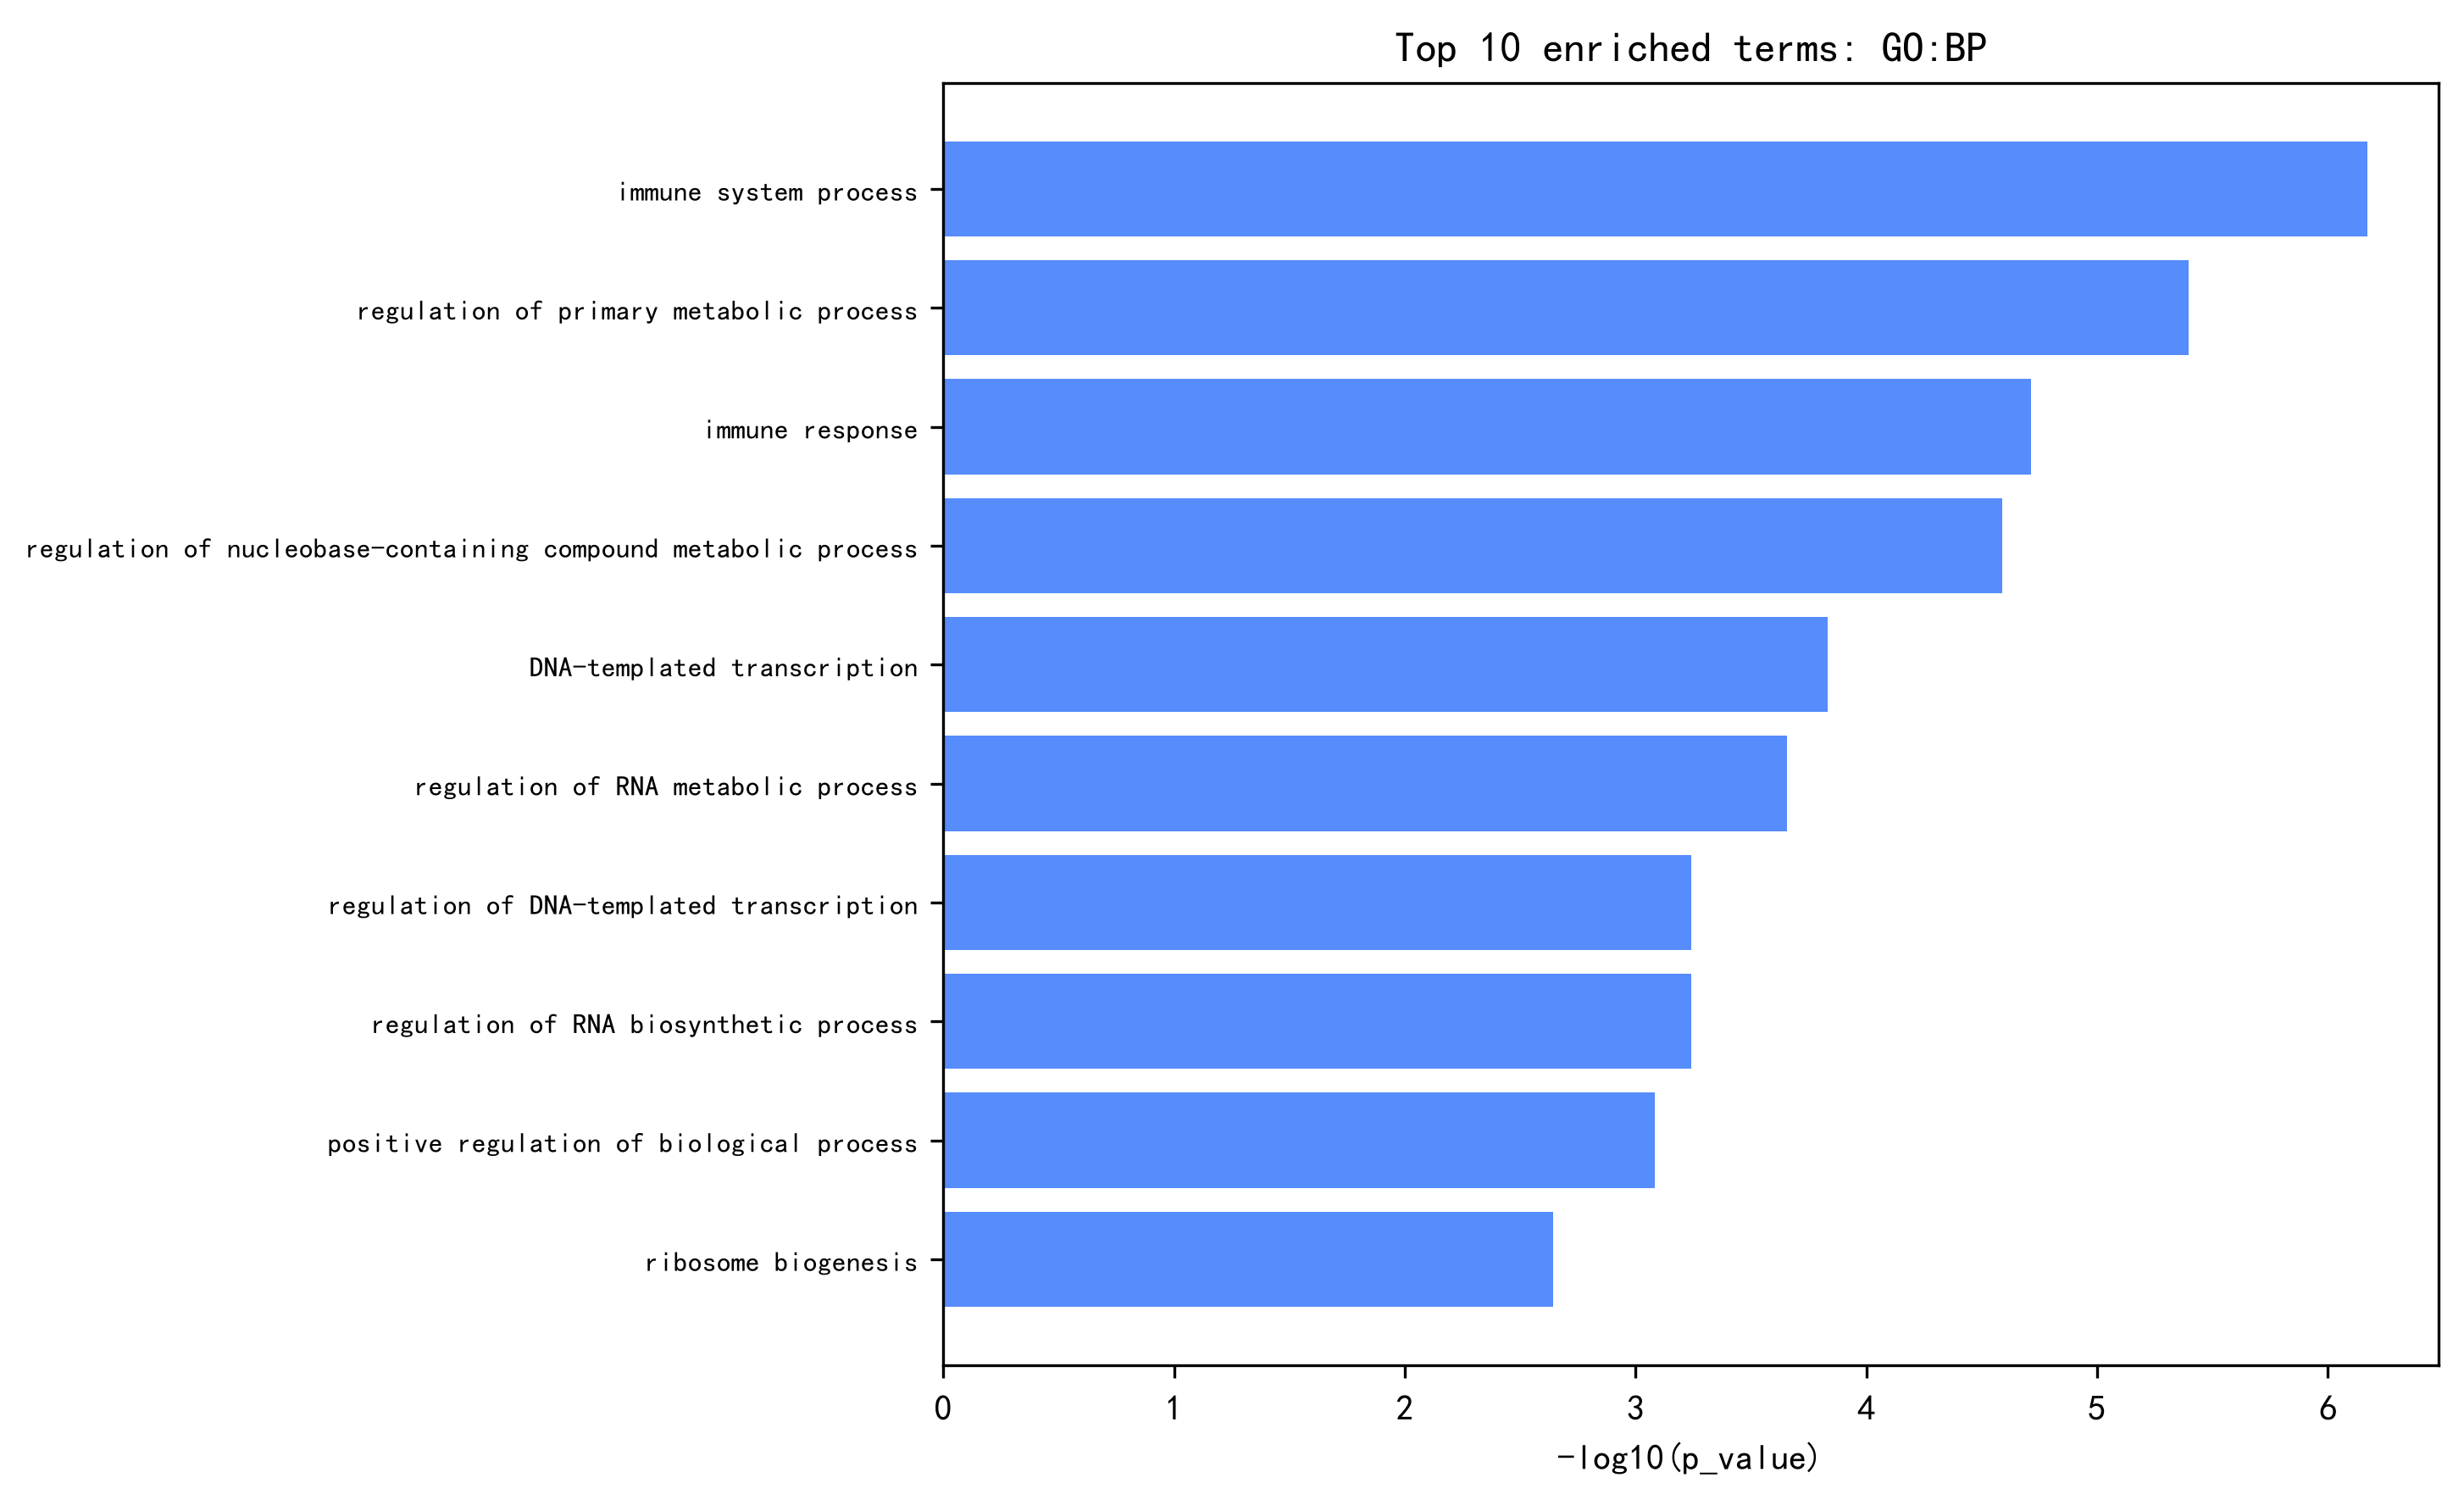 Top 10 enriched terms: GO:BP
immune system process
regulation of primary metabolic process
immune response
regulation of nucleobase-containing compound metabolic process
DNA-templated transcription
regulation of RNA metabolic process
regulation of DNA-templated transcription
regulation of RNA biosynthetic process
positive regulation of biological process
ribosome biogenesis
0 1 2 3 4 5 6
-log10(p_value)